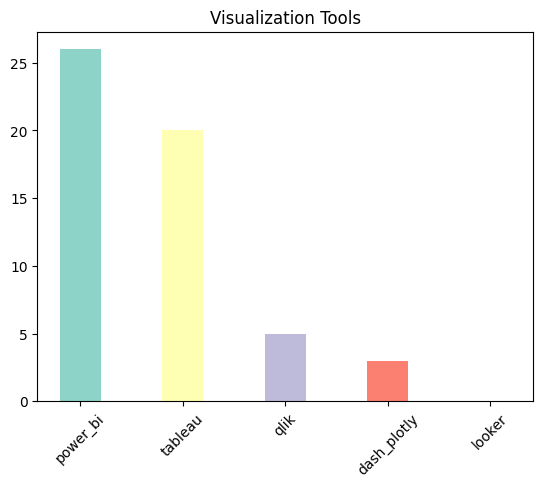 Visualization Tools
25
20
15
10
5
0
power_bi
tableau
qlik
dash_plotly
looker